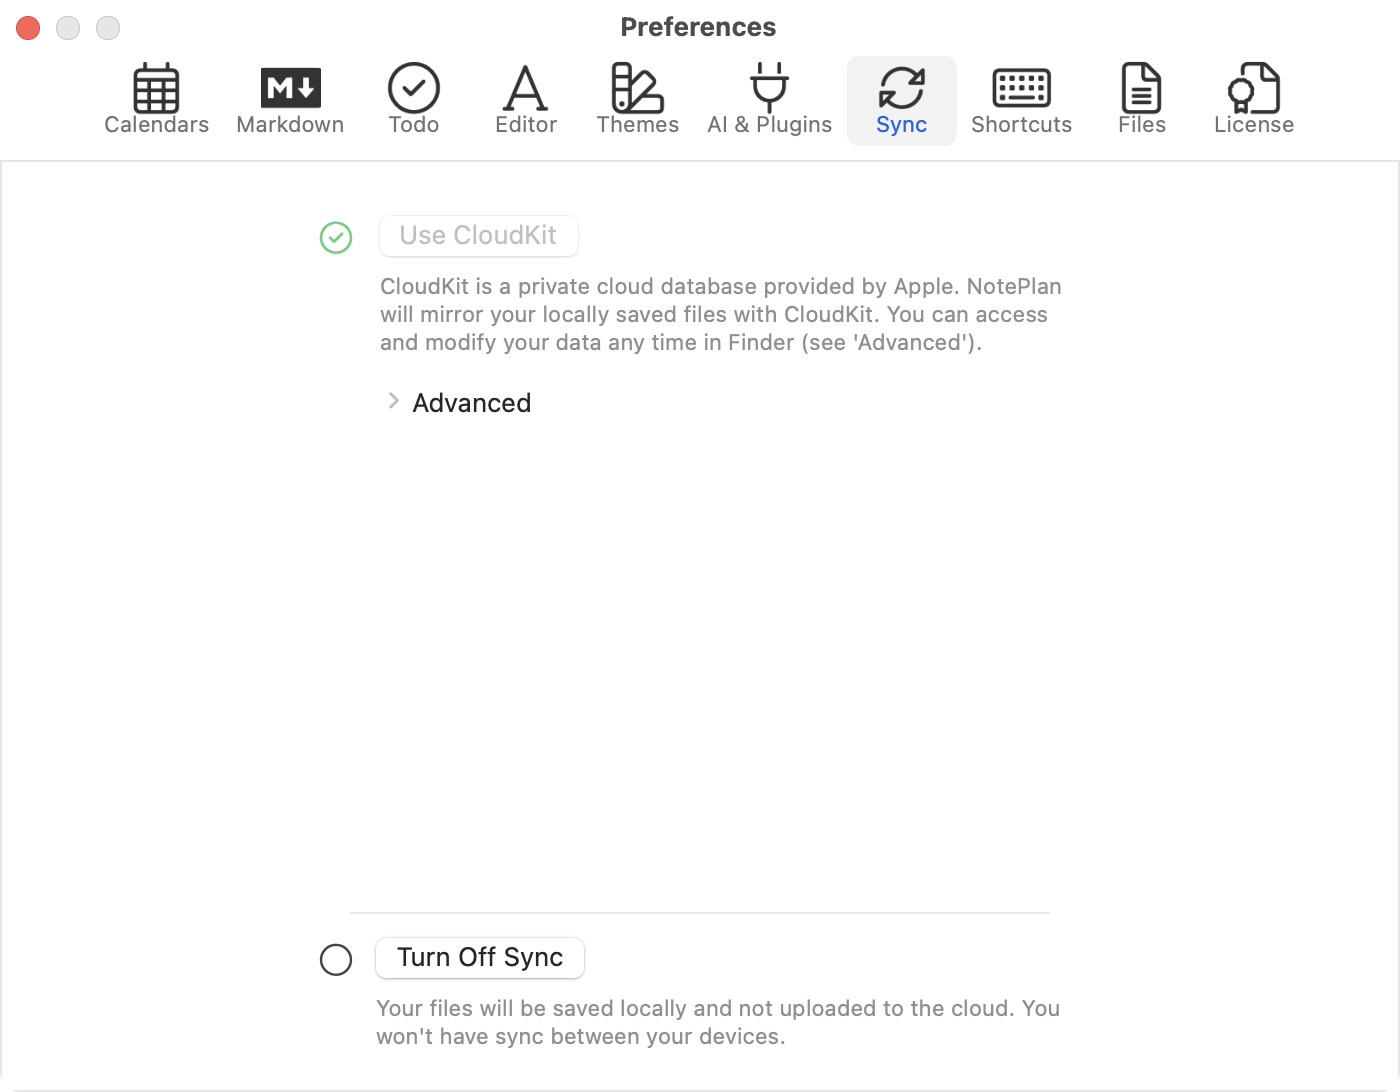 Preferences
Calendars
M
Markdown
Todo
Editor
Themes
AI & Plugins
Sync
Shortcuts
Files
License
Use CloudKit
CloudKit is a private cloud database provided by Apple. NotePlan
will mirror your locally saved files with CloudKit. You can access
and modify your data any time in Finder (see 'Advanced').
Advanced
Turn Off Sync
Your files will be saved locally and not uploaded to the cloud. You
won't have sync between your devices.